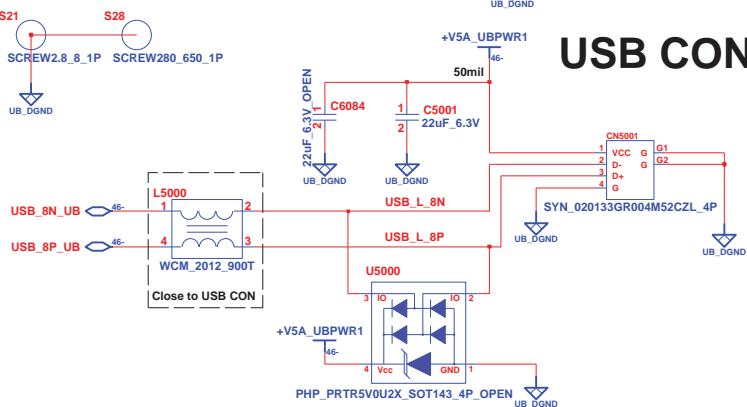 UB_DGND
S21
S28
SCREW2.8_8_1P
SCREW280_650_1P
UB_DGND
+V5A_UBPWR1
46-
USB CON
50mil
22uF_6.3V_OPEN
1
2
C6084
1
2
C5001
22uF_6.3V
UB_DGND
UB_DGND
CN5001
1
2
3
4
VCC
D-
D+
G
G
G
G1
G2
SYN_020133GR004M52CZL_4P
UB_DGND
UB_DGND
L5000
USB_8N_UB
46-
1
2
USB_L_8N
USB_8P_UB
46-
4
3
USB_L_8P
WCM_2012_900T
Close to USB CON
U5000
3
IO
IO
2
+V5A_UBPWR1
46-
4
Vcc
GND
1
PHP_PRTR5V0U2X_SOT143_4P_OPEN
UB_DGND